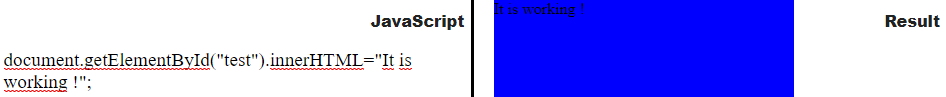 JavaScript
document.getElementById("test").innerHTML="It is
working !";
It is working !
Result